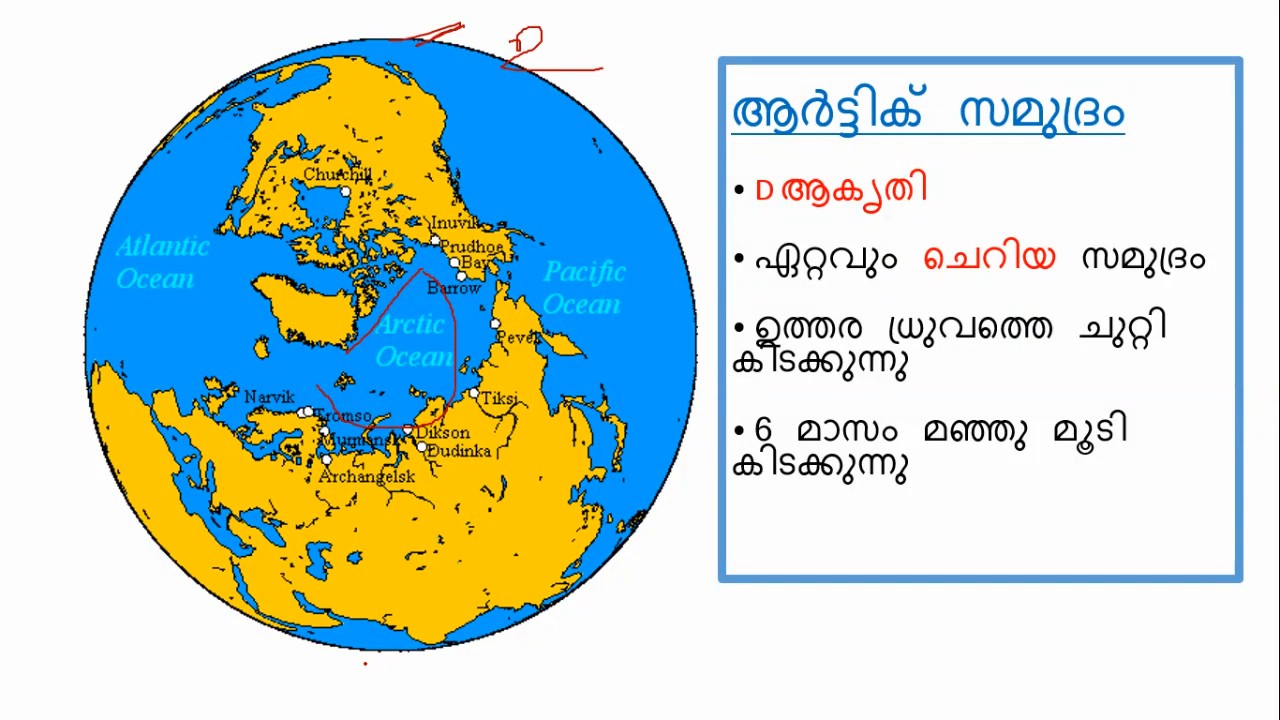 ആർട്ടിക് സമുദ്രം
• D ആകൃതി
• ഏറ്റവും ചെറിയ സമുദ്രം
• ഉത്തര ധ്രുവത്തെ ചുറ്റി
കിടക്കുന്നു
• 6 മാസം മഞ്ഞു മൂടി
കിടക്കുന്നു
Churchill
Inuvik
Prudhoe
Bay
Barrow
Atlantic
Ocean
Pacific
Ocean
Arctic
Ocean
Pevek
Tiksi
Narvik
Tromso
Murmansk
Dikson
Dudinka
Archangelsk